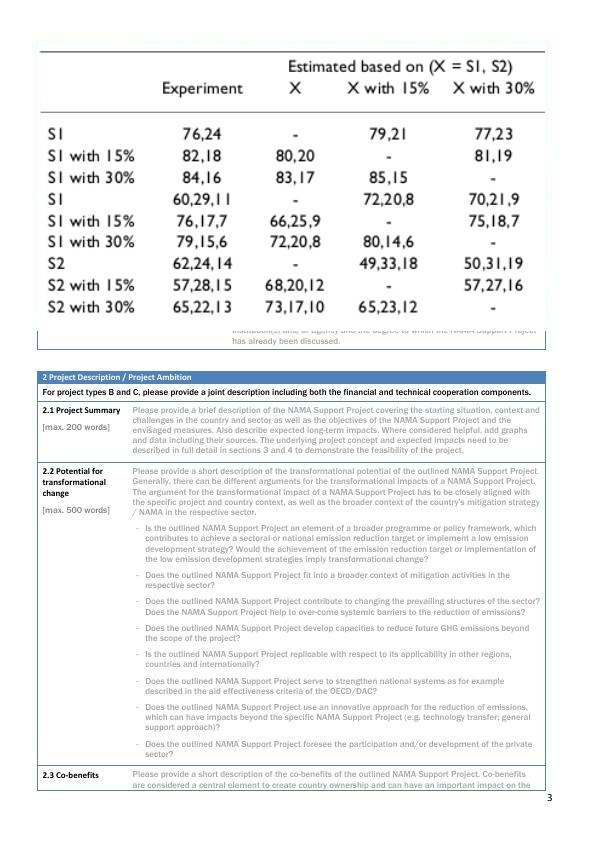 Estimated based on (X = S1, S2)
Experiment X X with 15% X with 30%
S1 76,24 - 79,21 77,23
S1 with 15% 82,18 80,20 - 81,19
S1 with 30% 84,16 83,17 85,15 -
S1 60,29,11 - 72,20,8 70,21,9
S1 with 15% 76,17,7 66,25,9 - 75,18,7
S1 with 30% 79,15,6 72,20,8 80,14,6 -
S2 62,24,14 - 49,33,18 50,31,19
S2 with 15% 57,28,15 68,20,12 - 57,27,16
S2 with 30% 65,22,13 73,17,10 65,23,12 -
has already been discussed.
2 Project Description / Project Ambition
For project types B and C, please provide a joint description including both the financial and technical cooperation components.
2.1 Project Summary
[max. 200 words]
Please provide a brief description of the NAMA Support Project covering the starting situation, context and
challenges in the country and sector as well as the objectives of the NAMA Support Project and the
envisaged measures. Also describe expected long-term impacts. Where considered helpful, add graphs
and data including their sources. The underlying project concept and expected impacts need to be
described in full detail in sections 3 and 4 to demonstrate the feasibility of the project.
2.2 Potential for
transformational
change
[max. 500 words]
Please provide a short description of the transformational potential of the outlined NAMA Support Project.
Generally, there can be different arguments for the transformational impacts of a NAMA Support Project.
The argument for the transformational impact of a NAMA Support Project has to be closely aligned with
the specific project and country context, as well as the broader context of the country's mitigation strategy
/ NAMA in the respective sector.
- Is the outlined NAMA Support Project an element of a broader programme or policy framework, which
contributes to achieve a sectoral or national emission reduction target or implement a low emission
development strategy? Would the achievement of the emission reduction target or implementation of
the low emission development strategies imply transformational change?
- Does the outlined NAMA Support Project fit into a broader context of mitigation activities in the
respective sector?
- Does the outlined NAMA Support Project contribute to changing the prevailing structures of the sector?
Does the NAMA Support Project help to over-come systemic barriers to the reduction of emissions?
- Does the outlined NAMA Support Project develop capacities to reduce future GHG emissions beyond
the scope of the project?
- Is the outlined NAMA Support Project replicable with respect to its applicability in other regions,
countries and internationally?
- Does the outlined NAMA Support Project serve to strengthen national systems as for example
described in the aid effectiveness criteria of the OECD/DAC?
- Does the outlined NAMA Support Project use an innovative approach for the reduction of emissions,
which can have impacts beyond the specific NAMA Support Project (e.g. technology transfer; general
support approach)?
- Does the outlined NAMA Support Project foresee the participation and/or development of the private
sector?
2.3 Co-benefits
Please provide a short description of the co-benefits of the outlined NAMA Support Project. Co-benefits
are considered a central element to create country ownership and can have an important impact on the
3